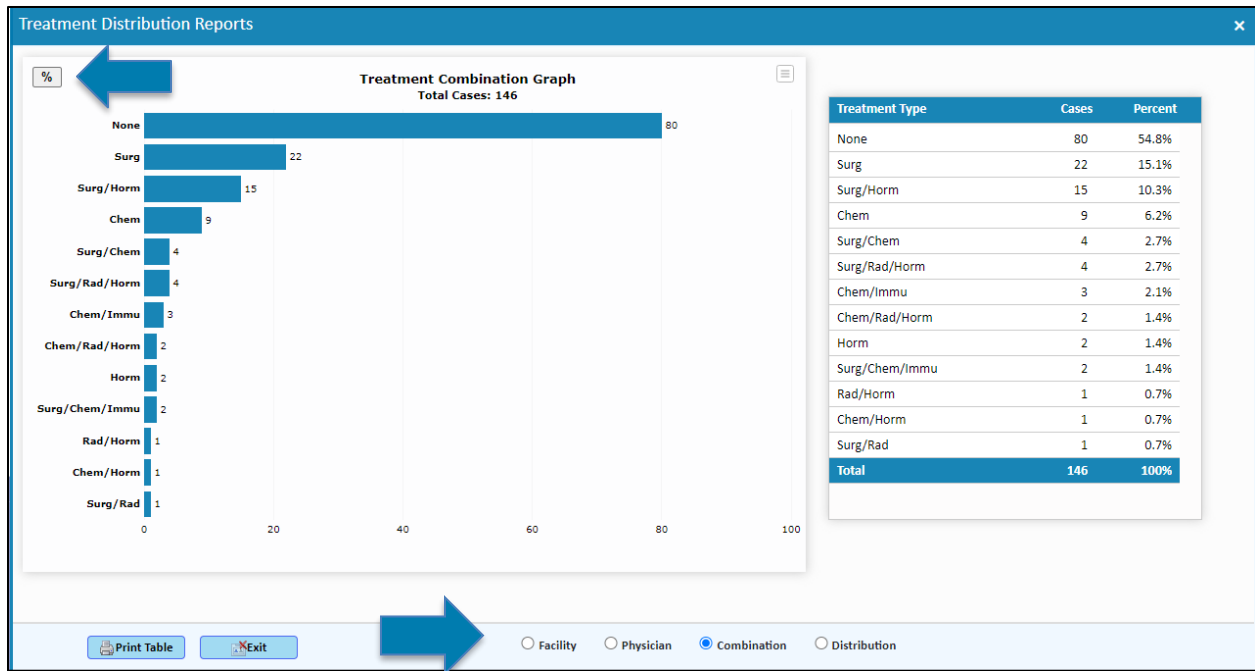 Treatment Distribution Reports ×
%
Treatment Combination Graph
Total Cases: 146
None 80
Surg 22
Surg/Horm 15
Chem 9
Surg/Chem 4
Surg/Rad/Horm 4
Chem/Immu 3
Chem/Rad/Horm 2
Horm 2
Surg/Chem/Immu 2
Rad/Horm 1
Chem/Horm 1
Surg/Rad 1
0 20 40 60 80 100
Treatment Type Cases Percent
None 80 54.8%
Surg 22 15.1%
Surg/Horm 15 10.3%
Chem 9 6.2%
Surg/Chem 4 2.7%
Surg/Rad/Horm 4 2.7%
Chem/Immu 3 2.1%
Chem/Rad/Horm 2 1.4%
Horm 2 1.4%
Surg/Chem/Immu 2 1.4%
Rad/Horm 1 0.7%
Chem/Horm 1 0.7%
Surg/Rad 1 0.7%
Total 146 100%
Print Table Exit Facility Physician Combination Distribution